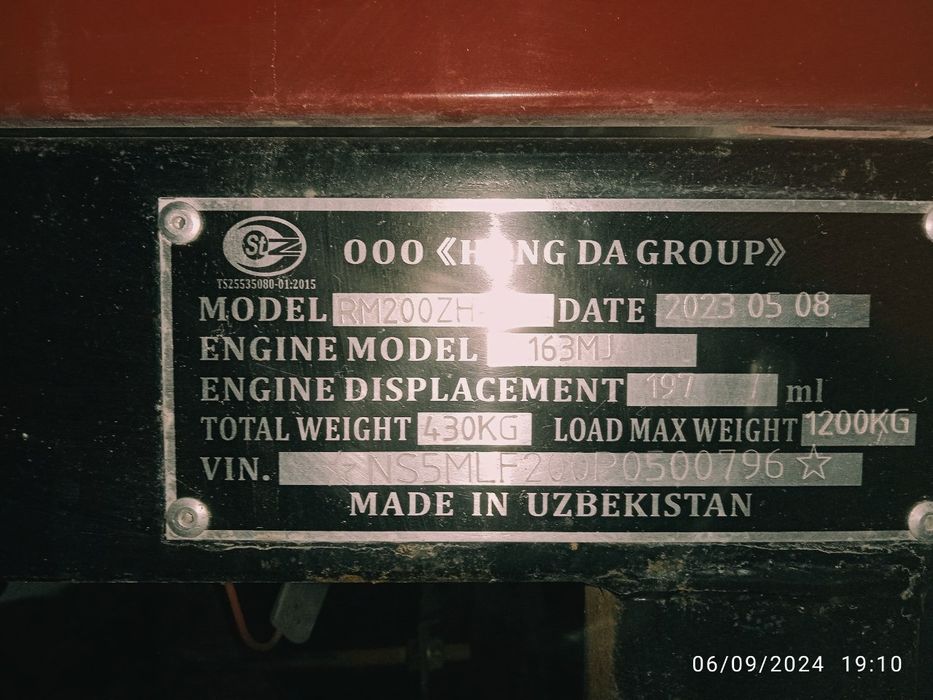 St
TS25535080-01:2015
OOO 《H NG DA GROUP》
MODEL RM200ZH DATE 2023 05 08
ENGINE MODEL 163MJ
ENGINE DISPLACEMENT 197 ml
TOTAL WEIGHT 430KG LOAD MAX WEIGHT 1200KG
VIN. ☆NS5MLF200P0500796☆
MADE IN UZBEKISTAN
06/09/2024 19:10